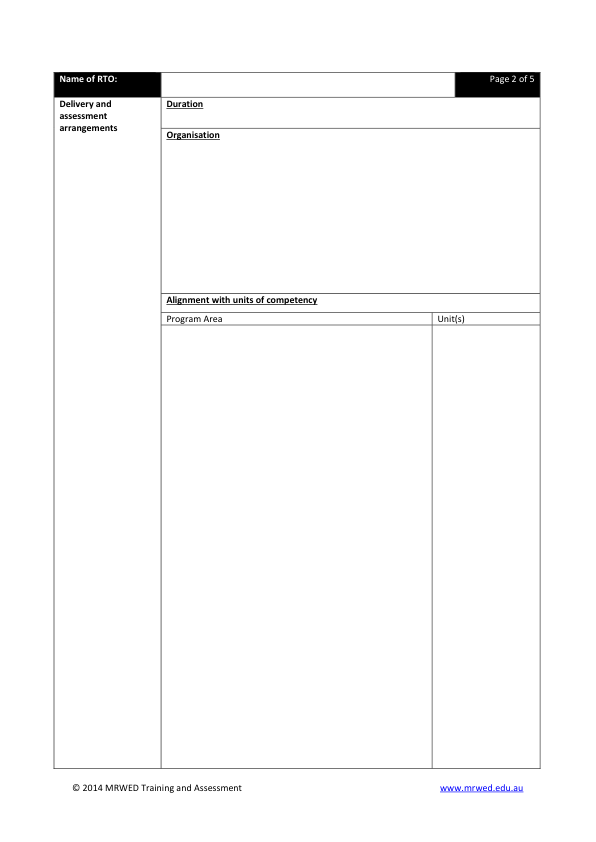 Name of RTO:
Page 2 of 5
Delivery and
assessment
arrangements
Duration
Organisation
Alignment with units of competency
Program Area
Unit(s)
© 2014 MRWED Training and Assessment
www.mrwed.edu.au